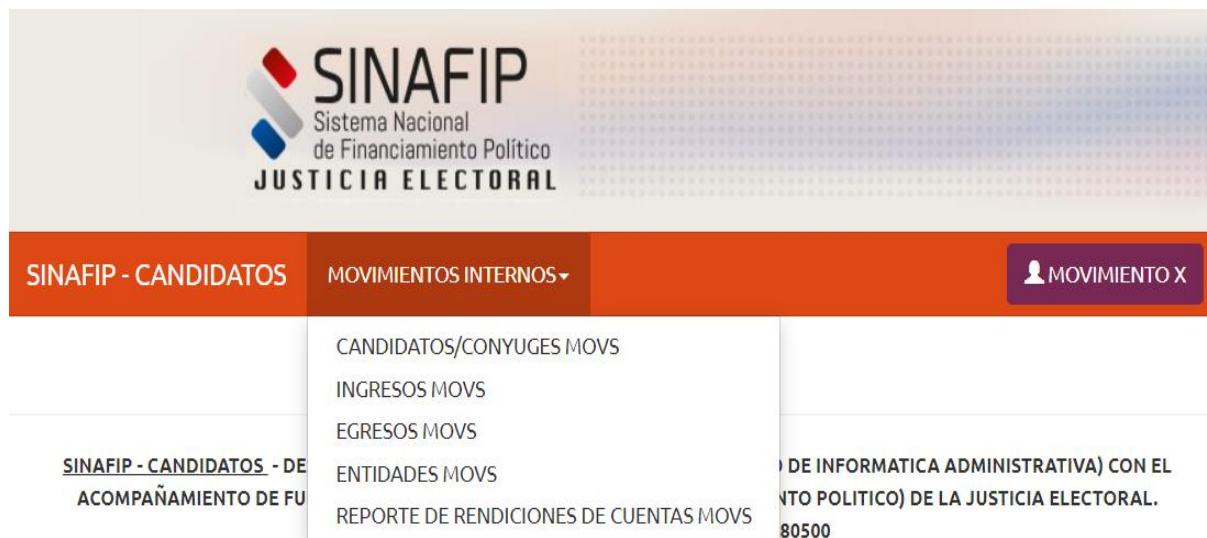 SINAFIP
Sistema Nacional
de Financiamiento Político
JUSTICIA ELECTORAL
SINAFIP - CANDIDATOS MOVIMIENTOS INTERNOS MOVIMIENTO X
CANDIDATOS/CONYUGES MOVS
INGRESOS MOVS
EGRESOS MOVS
ENTIDADES MOVS
REPORTE DE RENDICIONES DE CUENTAS MOVS
SINAFIP - CANDIDATOS - DE DE INFORMATICA ADMINISTRATIVA) CON EL
ACOMPAÑAMIENTO DE FU NTO POLITICO) DE LA JUSTICIA ELECTORAL.
80500